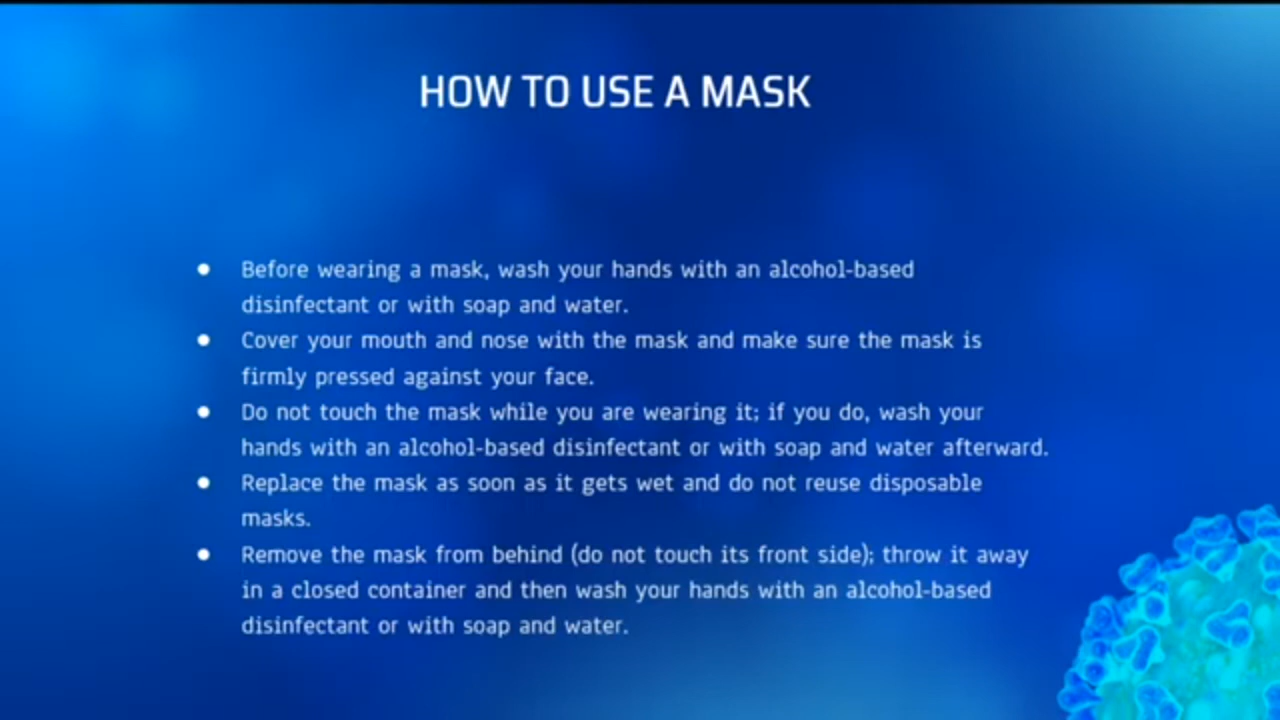 HOW TO USE A MASK
● Before wearing a mask, wash your hands with an alcohol-based
disinfectant or with soap and water.
● Cover your mouth and nose with the mask and make sure the mask is
firmly pressed against your face.
● Do not touch the mask while you are wearing it; if you do, wash your
hands with an alcohol-based disinfectant or with soap and water afterward.
● Replace the mask as soon as it gets wet and do not reuse disposable
masks.
● Remove the mask from behind (do not touch its front side); throw it away
in a closed container and then wash your hands with an alcohol-based
disinfectant or with soap and water.